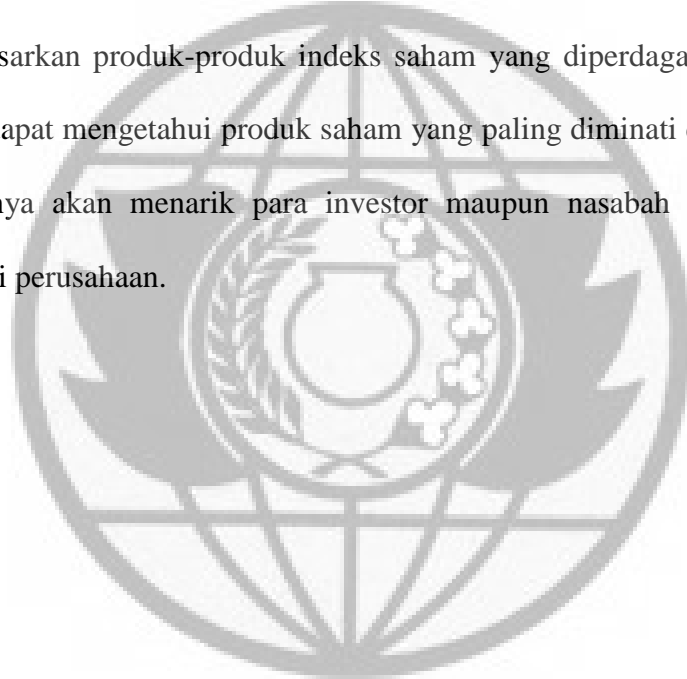 sarkan produk-produk indeks saham yang diperdaga
apat mengetahui produk saham yang paling diminati
nya akan menarik para investor maupun nasabah
i perusahaan.